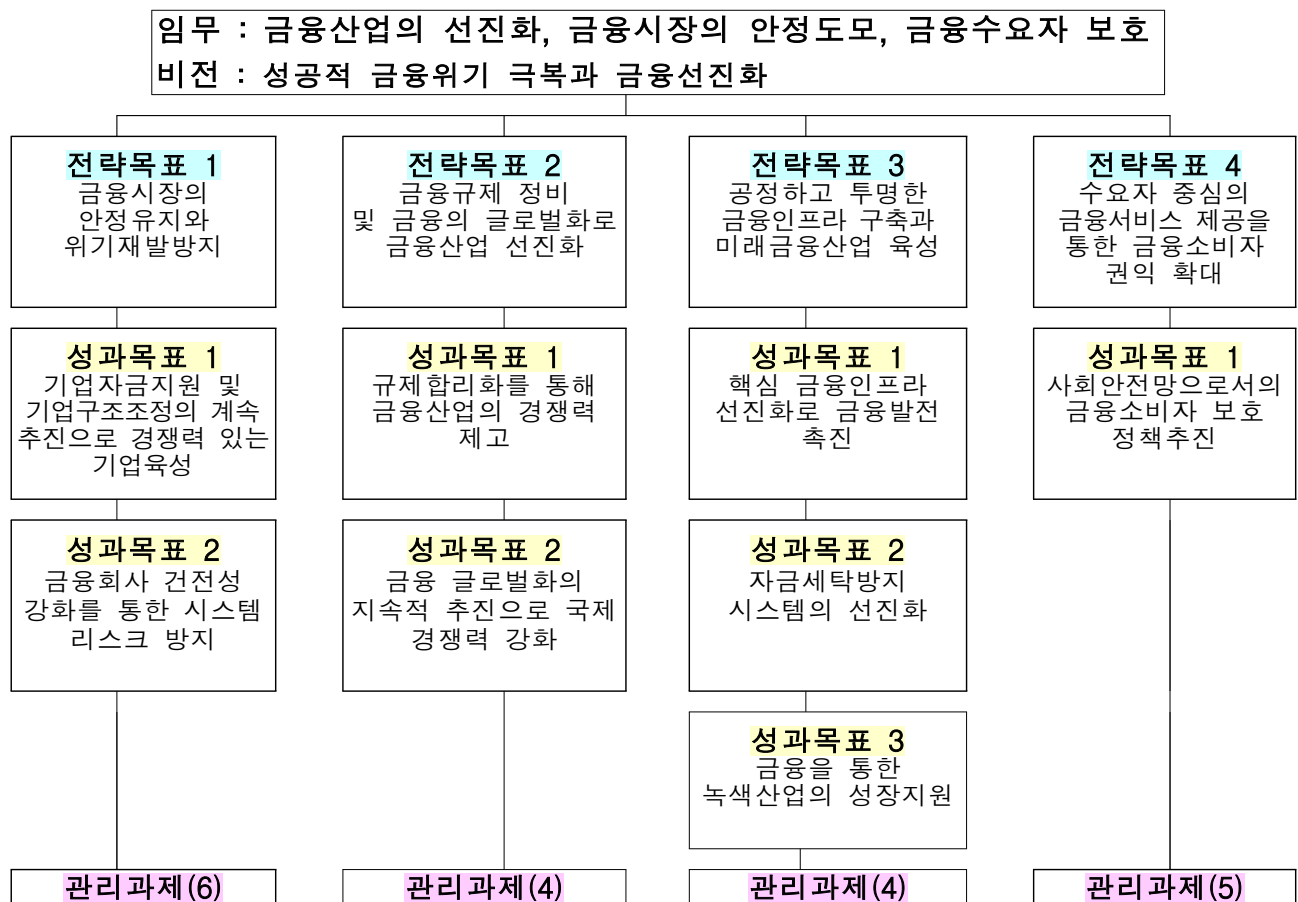 임무 : 금융산업의 선진화, 금융시장의 안정도모, 금융수요자 보호
비전 : 성공적 금융위기 극복과 금융선진화
전략목표 1
금융시장의
안정유지와
위기재발방지
전략목표 2
금융규제 정비
및 금융의 글로벌화로
금융산업 선진화
전략목표 3
공정하고 투명한
금융인프라 구축과
미래금융산업 육성
전략목표 4
수요자 중심의
금융서비스 제공을
통한 금융소비자
권익 확대
성과목표 1
기업자금지원 및
기업구조조정의 계속
추진으로 경쟁력 있는
기업육성
성과목표 1
규제합리화를 통해
금융산업의 경쟁력
제고
성과목표 1
핵심 금융인프라
선진화로 금융발전
촉진
성과목표 1
사회안전망으로서의
금융소비자 보호
정책추진
성과목표 2
금융회사 건전성
강화를 통한 시스템
리스크 방지
성과목표 2
금융 글로벌화의
지속적 추진으로 국제
경쟁력 강화
성과목표 2
자금세탁방지
시스템의 선진화
성과목표 3
금융을 통한
녹색산업의 성장지원
관리과제(6)
관리과제(4)
관리과제(4)
관리과제(5)